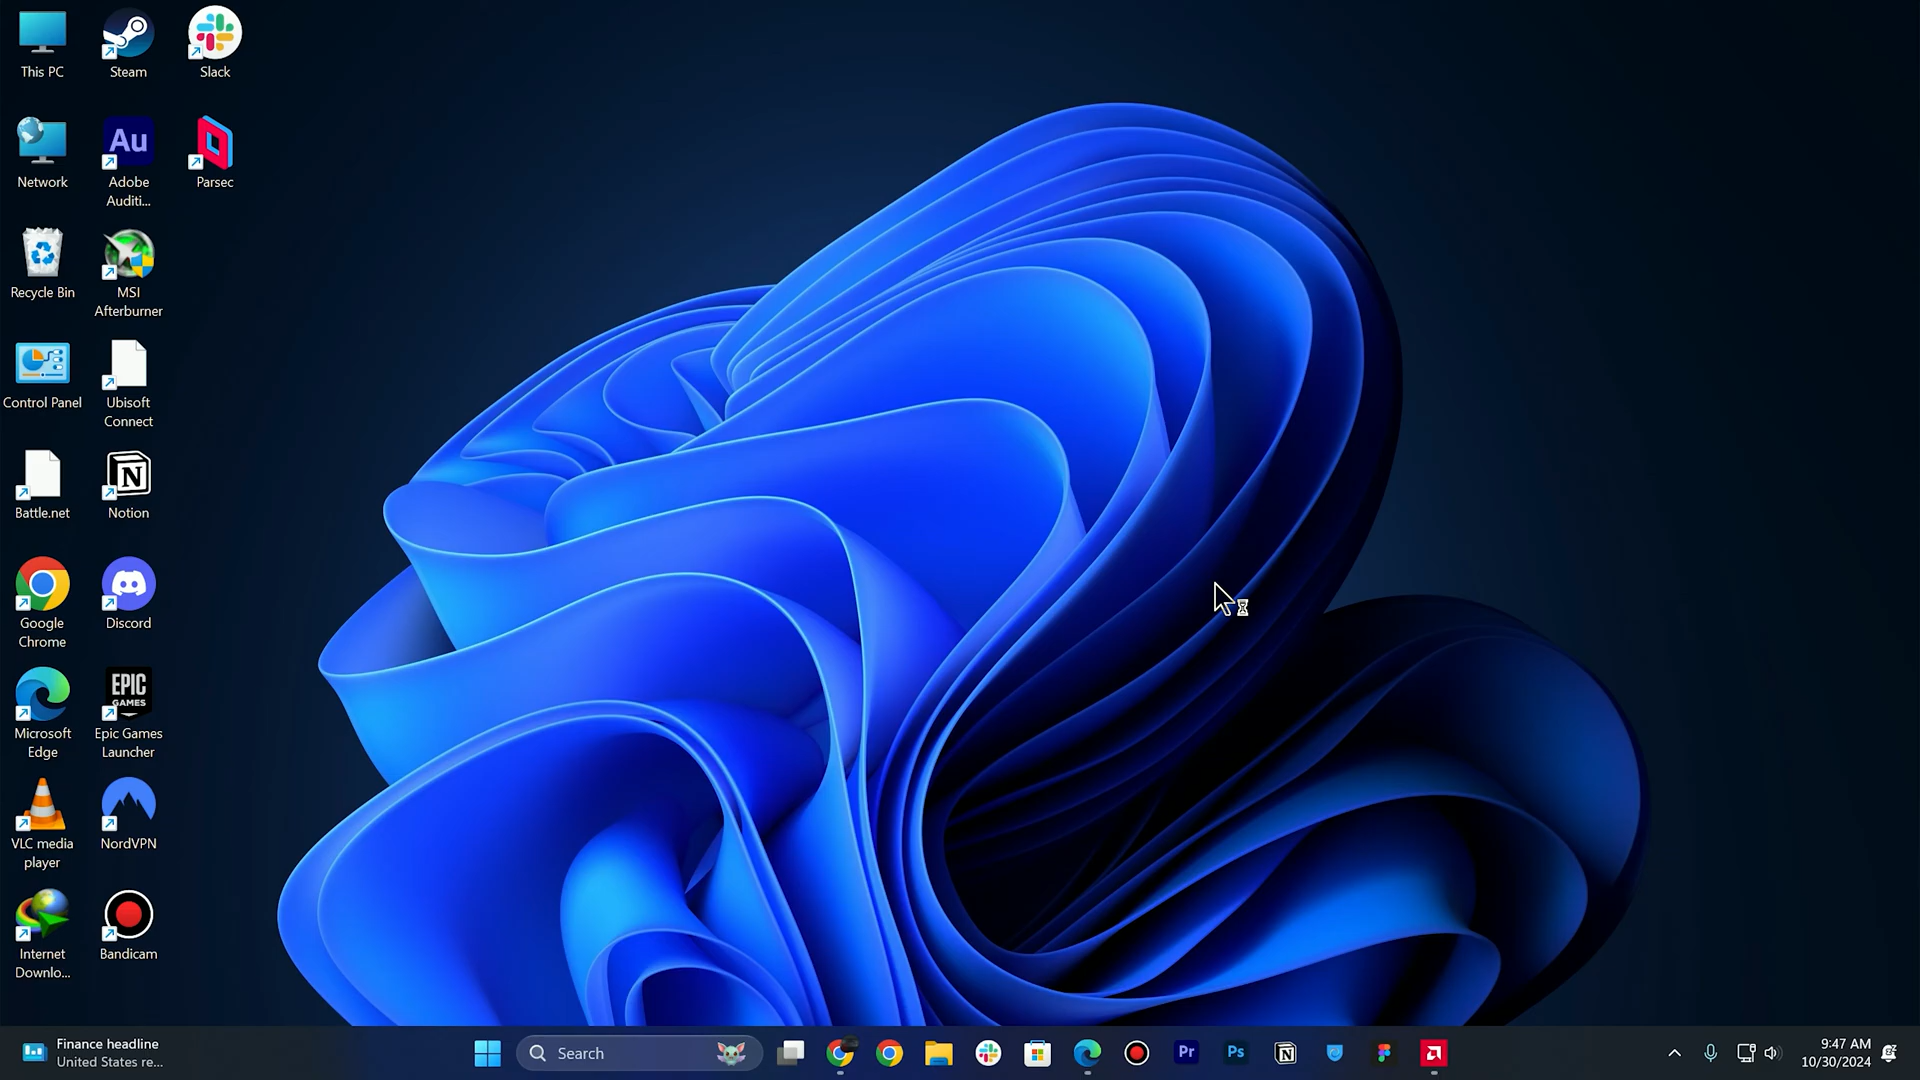 This PC
Steam
Slack
Network
Au
Adobe
Auditi...
Parsec
Recycle Bin
MSI
Afterburner
Control Panel
Ubisoft
Connect
Battle.net
N
Notion
Google
Chrome
Discord
Microsoft
Edge
EPIC
GAMES
Epic Games
Launcher
VLC media
player
NordVPN
Internet
Downlo...
Bandicam
Finance headline
United States re...
Search
Pr
Ps
N
9:47 AM
10/30/2024